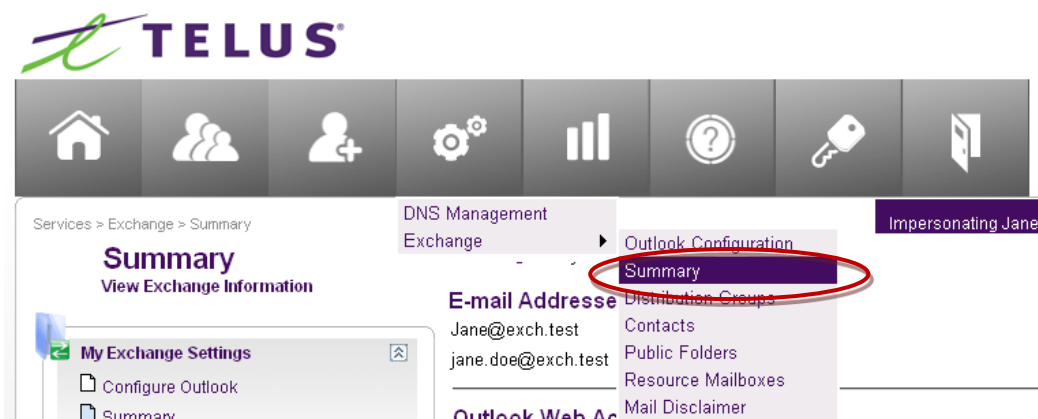 TELUS
Services > Exchange > Summary
DNS Management
Exchange
Impersonating Jane
Summary
View Exchange Information
Outlook Configuration
Summary
Distribution Groups
Contacts
Public Folders
Resource Mailboxes
Mail Disclaimer
E-mail Addresse
Jane@exch.test
jane.doe@exch.test
My Exchange Settings
Configure Outlook
Summary
Outlook Web Ac